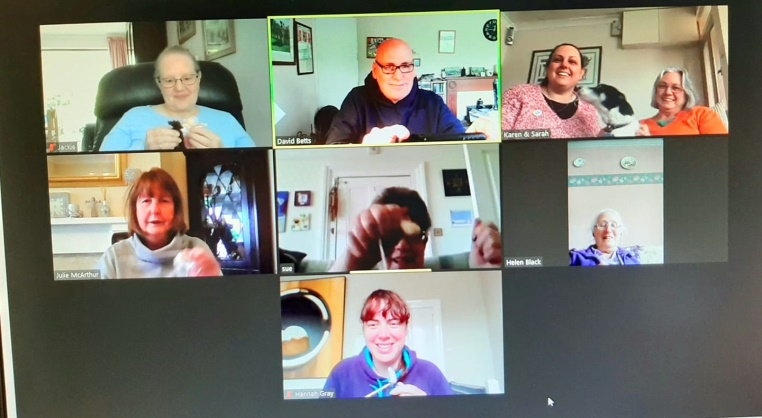 Jackie
David Betts
Karen & Sarah
Julie McArthur
sue
Helen Black
Hannah Gray